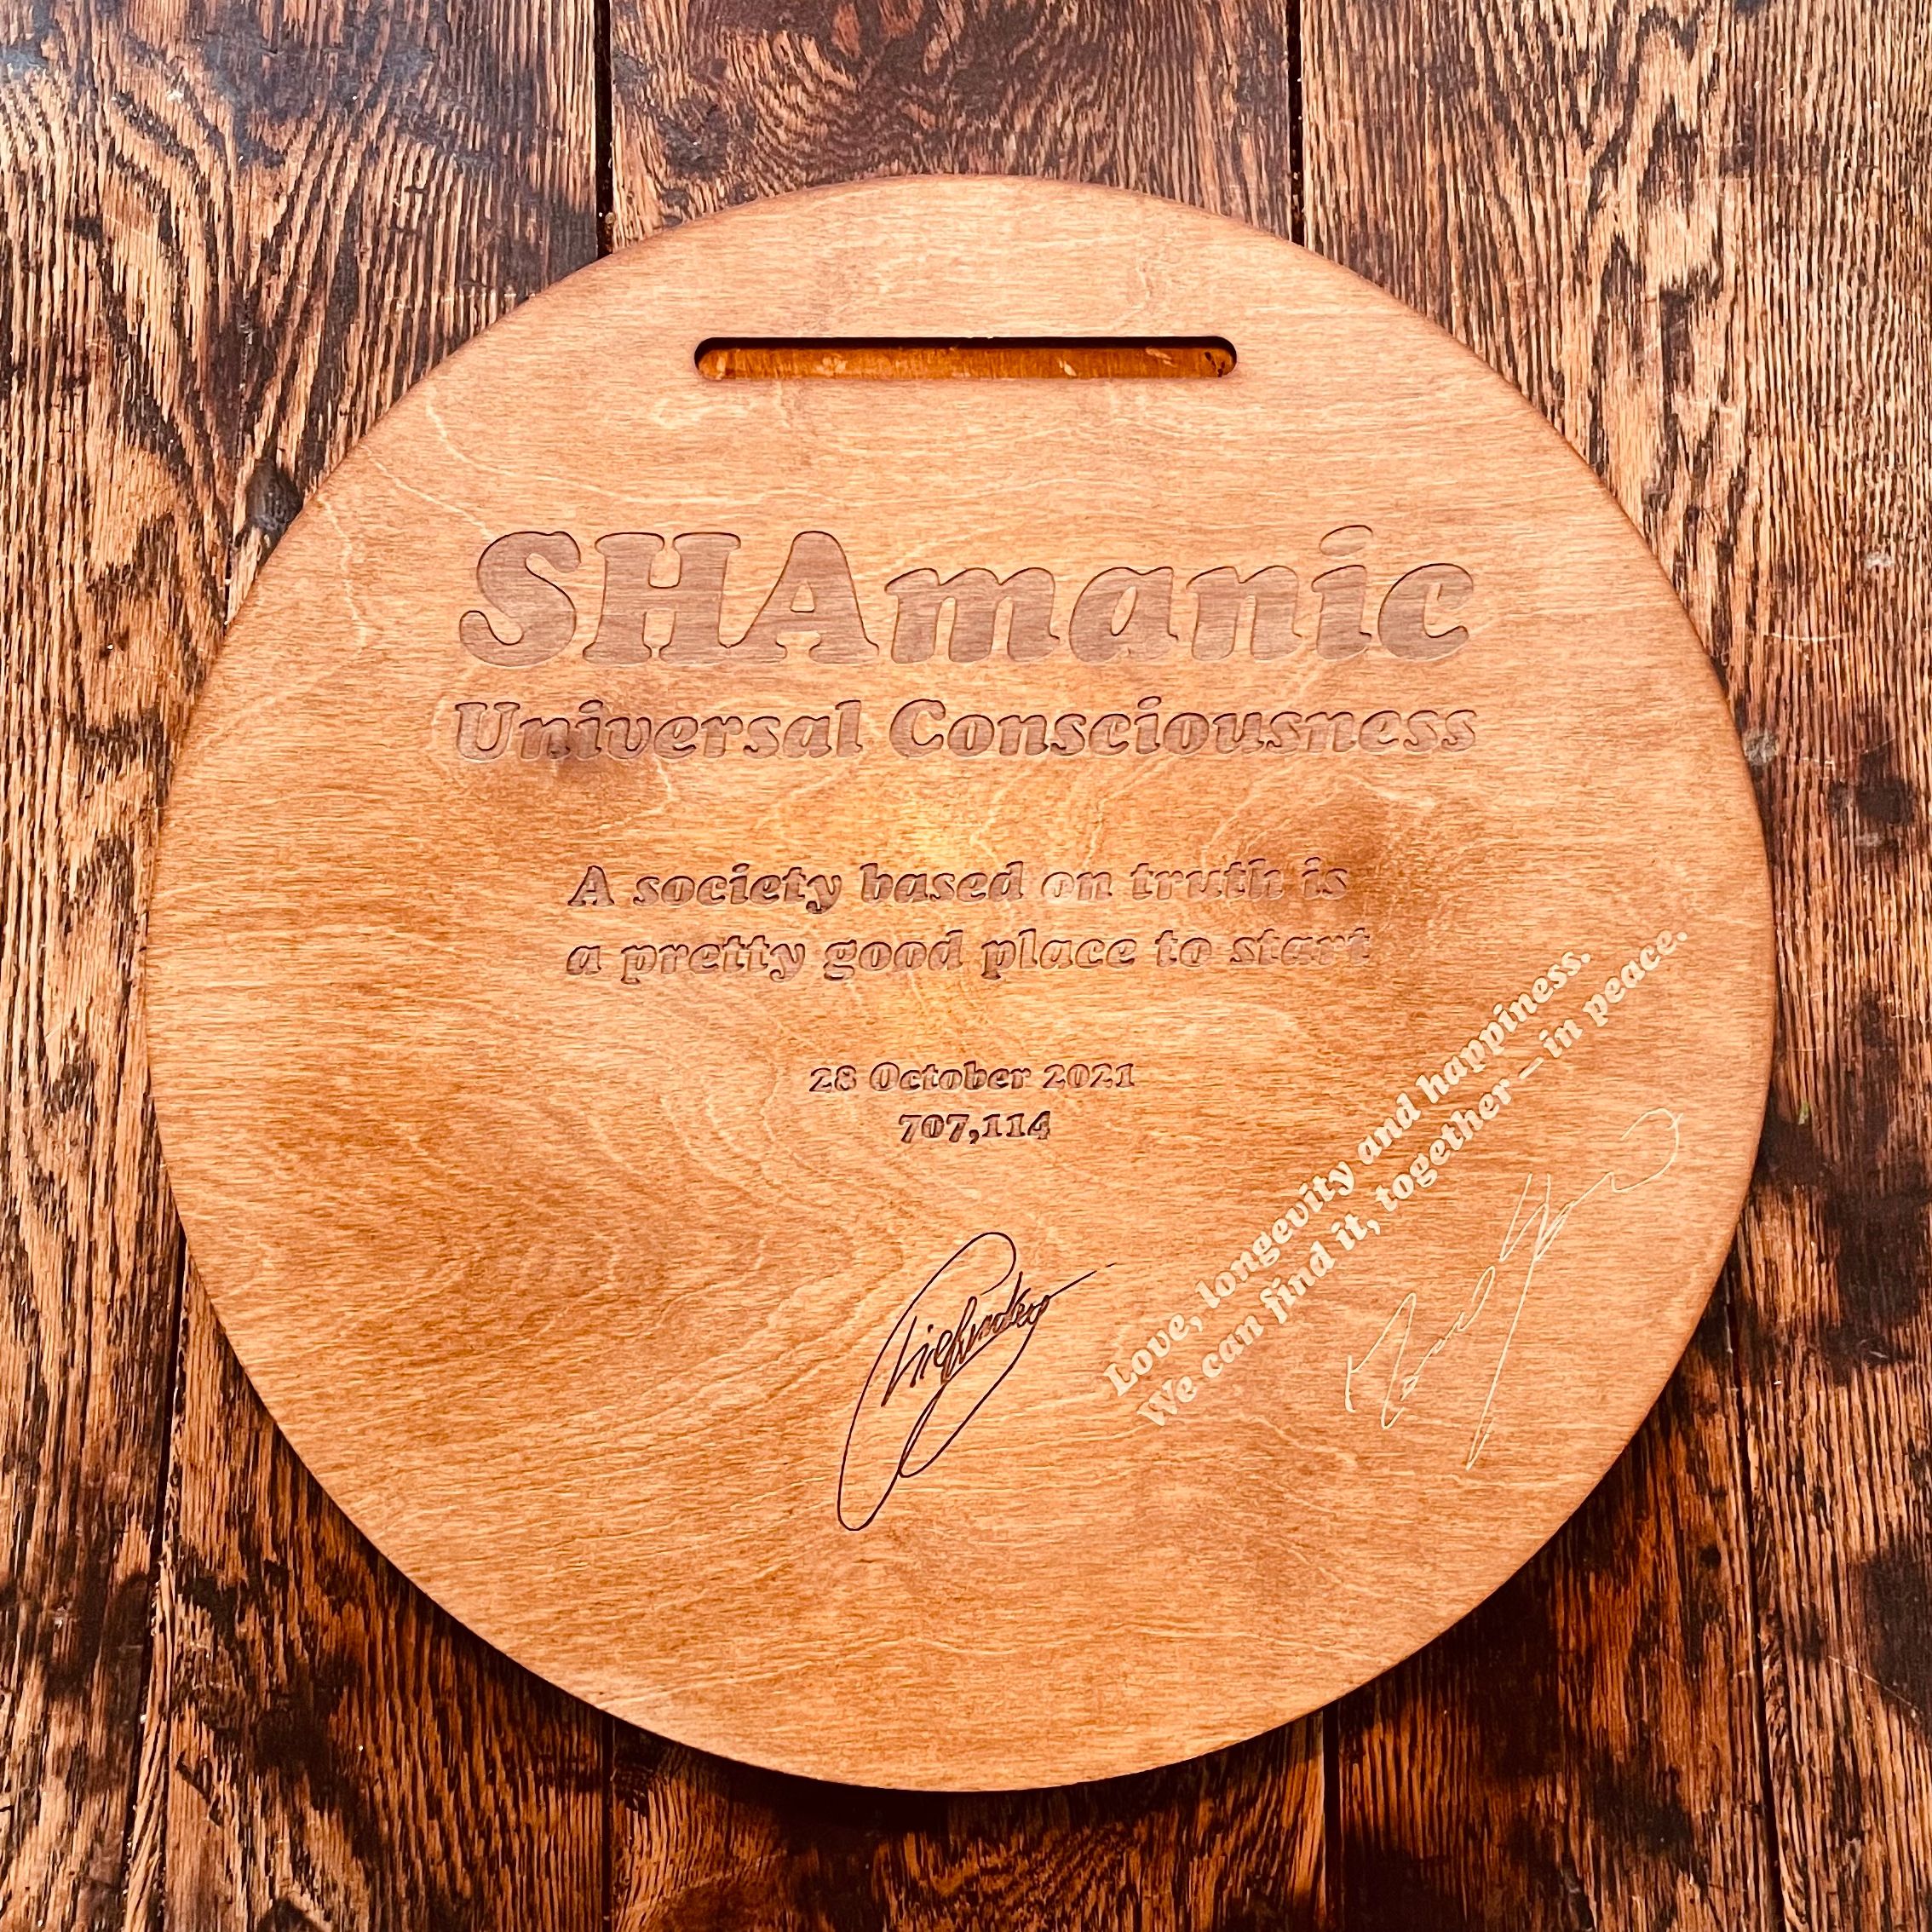 SHAmanic
Universal Consciousness
A society based on truth is
a pretty good place to start
28 October 2021
707,114
Love, longevity and happiness.
We can find it, together – in peace.